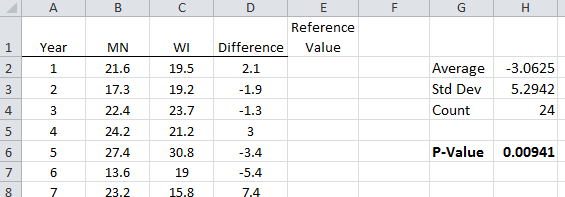 A B C D E F G H
Reference
1 Year MN WI Difference Value
2 1 21.6 19.5 2.1 Average -3.0625
3 2 17.3 19.2 -1.9 Std Dev 5.2942
4 3 22.4 23.7 -1.3 Count 24
5 4 24.2 21.2 3
6 5 27.4 30.8 -3.4 P-Value 0.00941
7 6 13.6 19 -5.4
8 7 23.2 15.8 7.4